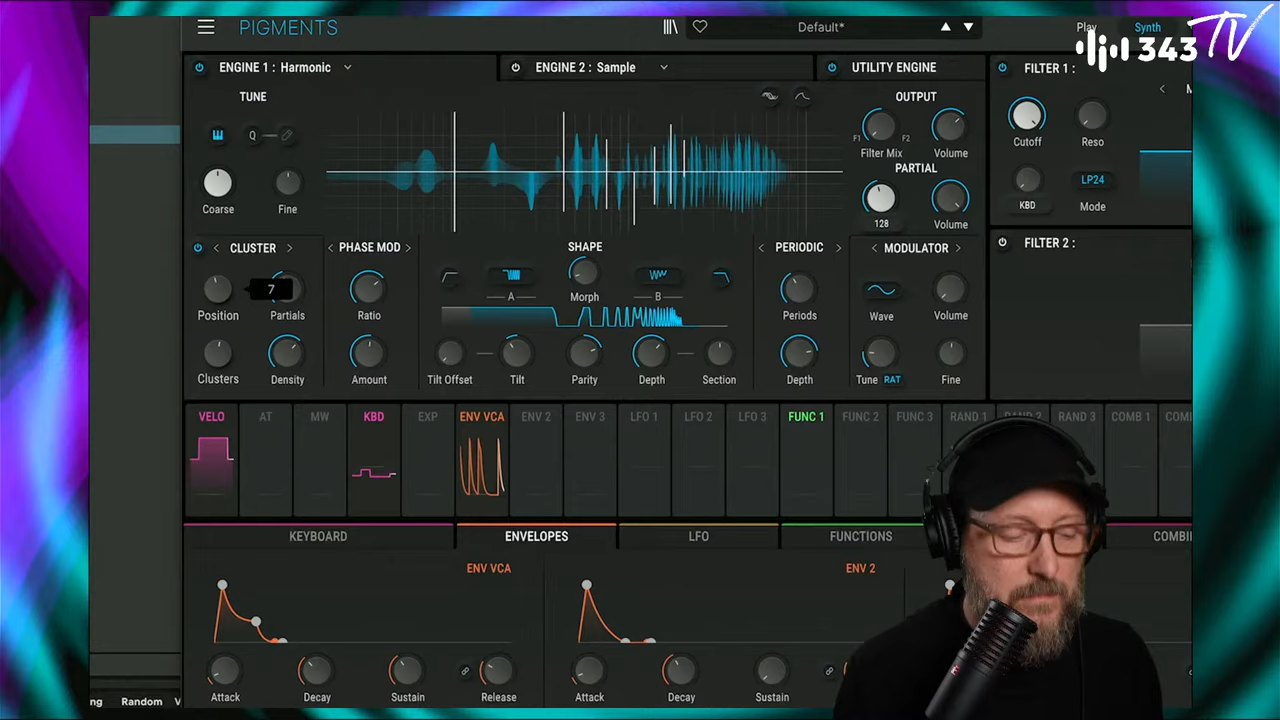 PIGMENTS
Default*
Play
Synth
343 TV
ENGINE 1 : Harmonic
ENGINE 2 : Sample
UTILITY ENGINE
FILTER 1 :
TUNE
Q
Coarse
Fine
OUTPUT
F1
F2
Filter Mix
Volume
PARTIAL
128
Volume
Cutoff
Reso
KBD
LP24
Mode
M
FILTER 2 :
CLUSTER
PHASE MOD
SHAPE
PERIODIC
MODULATOR
7
Position
Partials
Ratio
A
Morph
B
Periods
Wave
Volume
Clusters
Density
Amount
Tilt Offset
Tilt
Parity
Depth
Section
Depth
Tune RAT
Fine
VELO
AT
MW
KBD
EXP
ENV VCA
ENV 2
ENV 3
LFO 1
LFO 2
LFO 3
FUNC 1
FUNC 2
FUNC 3
RAND 1
RAND 3
COMB 1
KEYBOARD
ENVELOPES
LFO
FUNCTIONS
COMBI
ENV VCA
ENV 2
Attack
Decay
Sustain
Release
Attack
Decay
Sustain
ng
Random
V